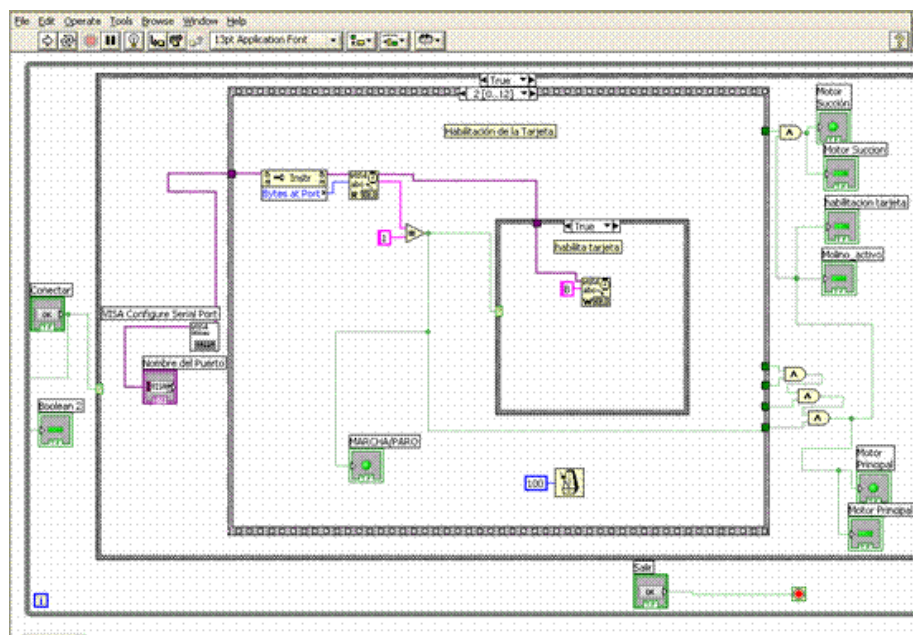 File Edit Operate Tools Browse Window Help
13pt Application Font
True
2 [0..12]
Habilitación de la Tarjeta
Motor Succión
Motor Succion
habilitacion tarjeta
Molino_activo
Instr
Bytes at Port
True
habilita tarjeta
Conectar
OK
VISA Configure Serial Port
Nombre del Puerto
Boolean 2
MARCHA/PARO
100
Motor Principal
Motor Principal
Salir
OK
i